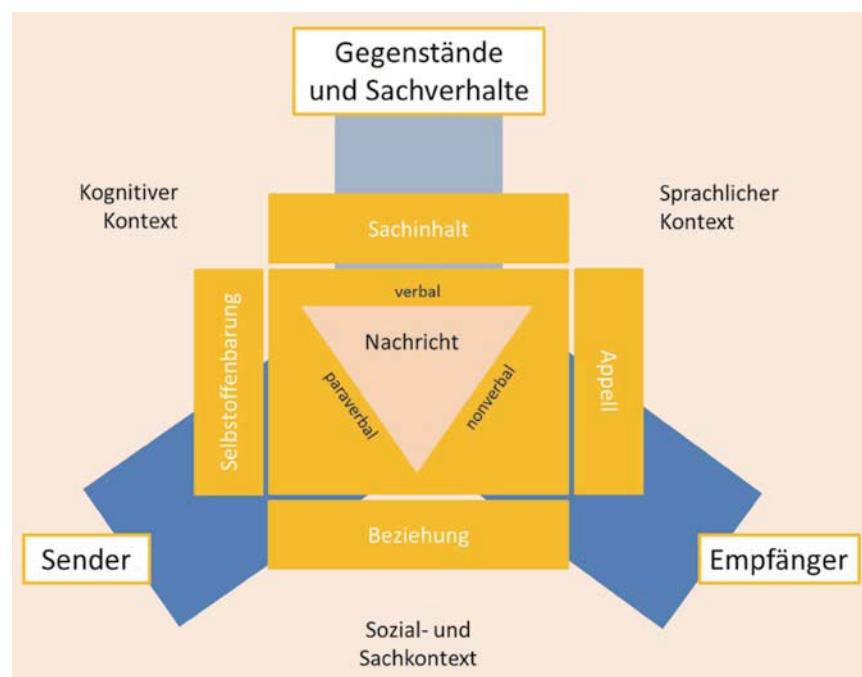 Gegenstände
und Sachverhalte
Kognitiver
Kontext
Sprachlicher
Kontext
Sachinhalt
verbal
Selbstoffenbarung
Nachricht
Appell
paraverbal
nonverbal
Beziehung
Sender
Empfänger
Sozial- und
Sachkontext